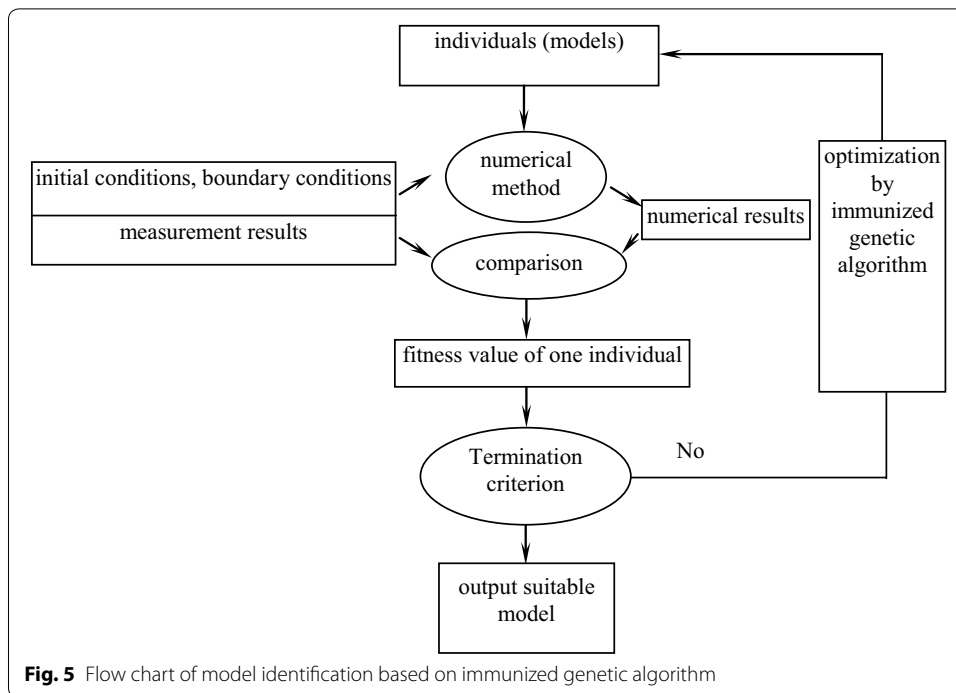 individuals (models)
numerical
method
initial conditions, boundary conditions
measurement results
numerical results
comparison
optimization
by
immunized
genetic
algorithm
fitness value of one individual
Termination
criterion
No
output suitable
model
Fig. 5 Flow chart of model identification based on immunized genetic algorithm